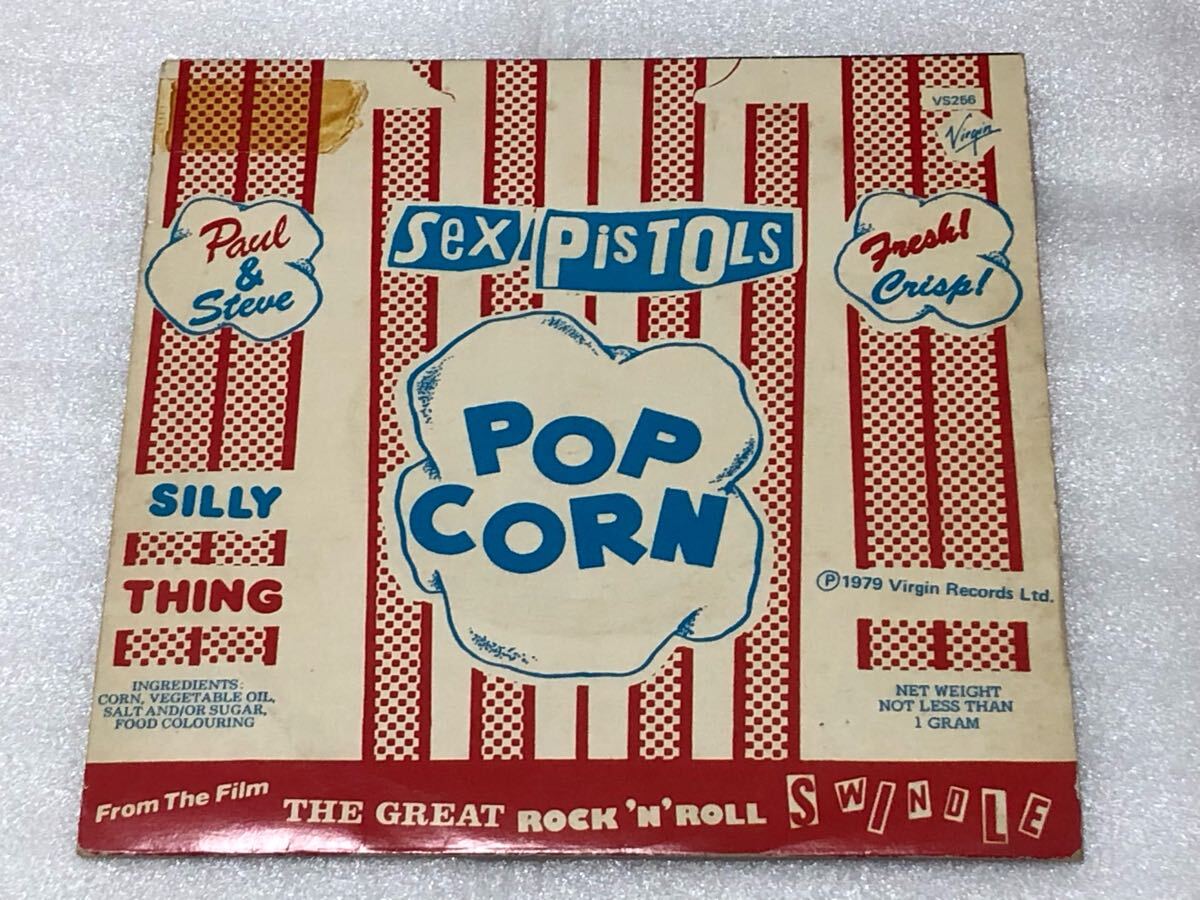 VS256
Virgin
Paul
&
Steve
SEX PISTOLS
Fresh!
Crisp!
POP
CORN
SILLY
THING
℗1979 Virgin Records Ltd.
INGREDIENTS:
CORN, VEGETABLE OIL,
SALT AND/OR SUGAR,
FOOD COLOURING
NET WEIGHT
NOT LESS THAN
1 GRAM
From The Film THE GREAT ROCK 'N' ROLL SWINDLE